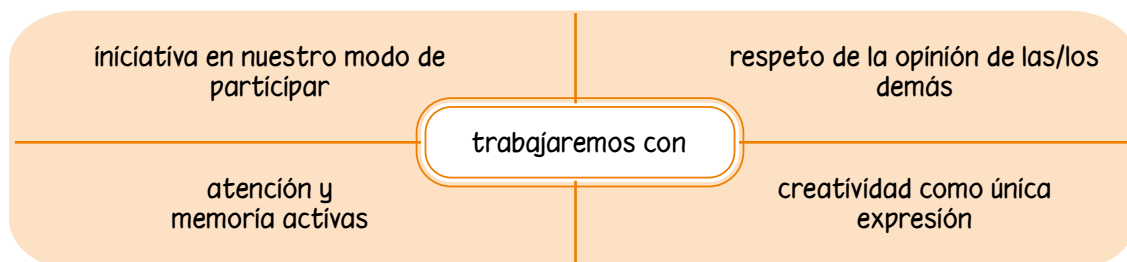 iniciativa en nuestro modo de
participar
respeto de la opinión de las/los
demás
trabajaremos con
atención y
memoria activas
creatividad como única
expresión